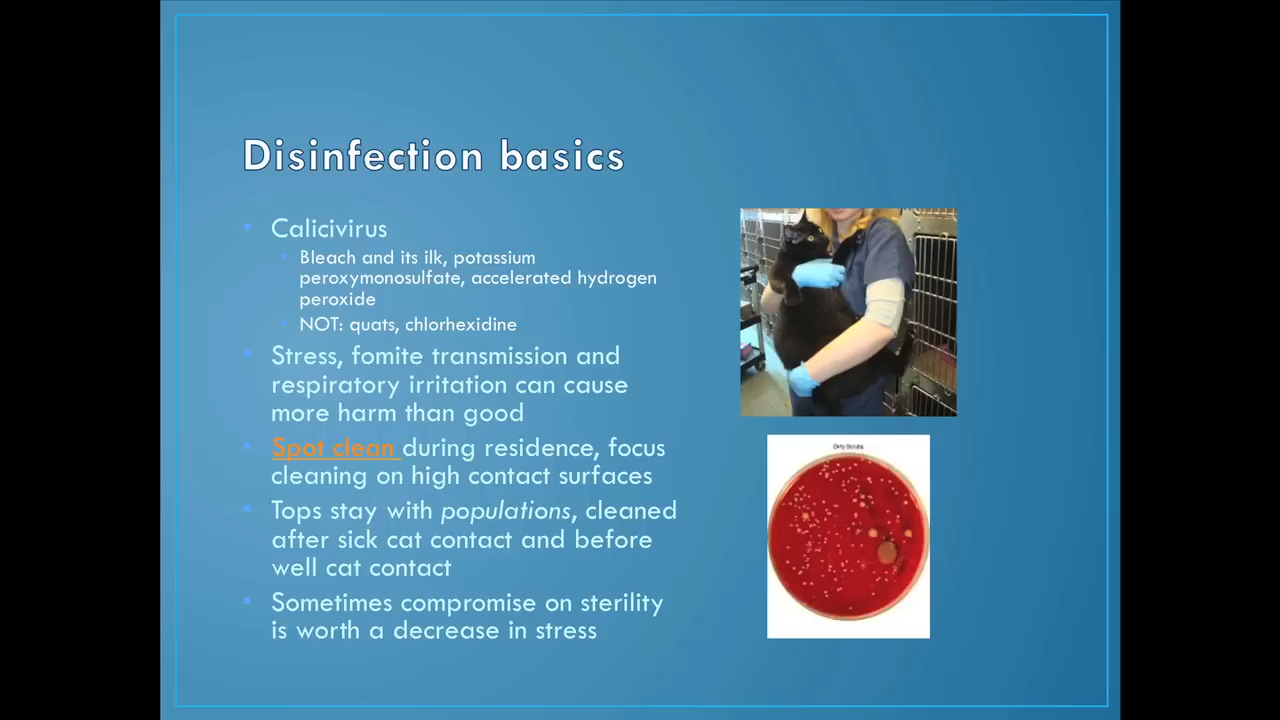 Disinfection basics
• Calicivirus
• Bleach and its ilk, potassium
peroxymonosulfate, accelerated hydrogen
peroxide
• NOT: quats, chlorhexidine
• Stress, fomite transmission and
respiratory irritation can cause
more harm than good
• Spot clean during residence, focus
cleaning on high contact surfaces
• Tops stay with populations, cleaned
after sick cat contact and before
well cat contact
• Sometimes compromise on sterility
is worth a decrease in stress
Dirty Scrubs